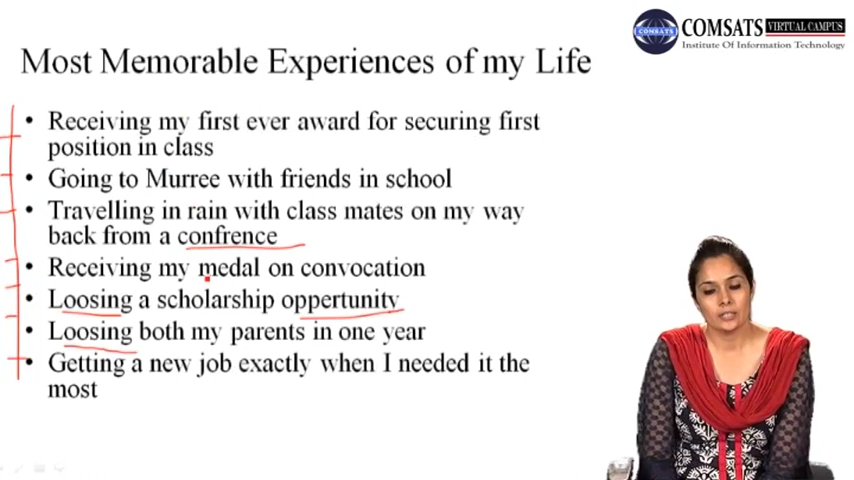 COMSATS VIRTUAL CAMPUS
COMSATS
Institute Of Information Technology
Most Memorable Experiences of my Life
• Receiving my first ever award for securing first
position in class
• Going to Murree with friends in school
• Travelling in rain with class mates on my way
back from a confrence
• Receiving my medal on convocation
• Loosing a scholarship oppertunity
• Loosing both my parents in one year
• Getting a new job exactly when I needed it the
most